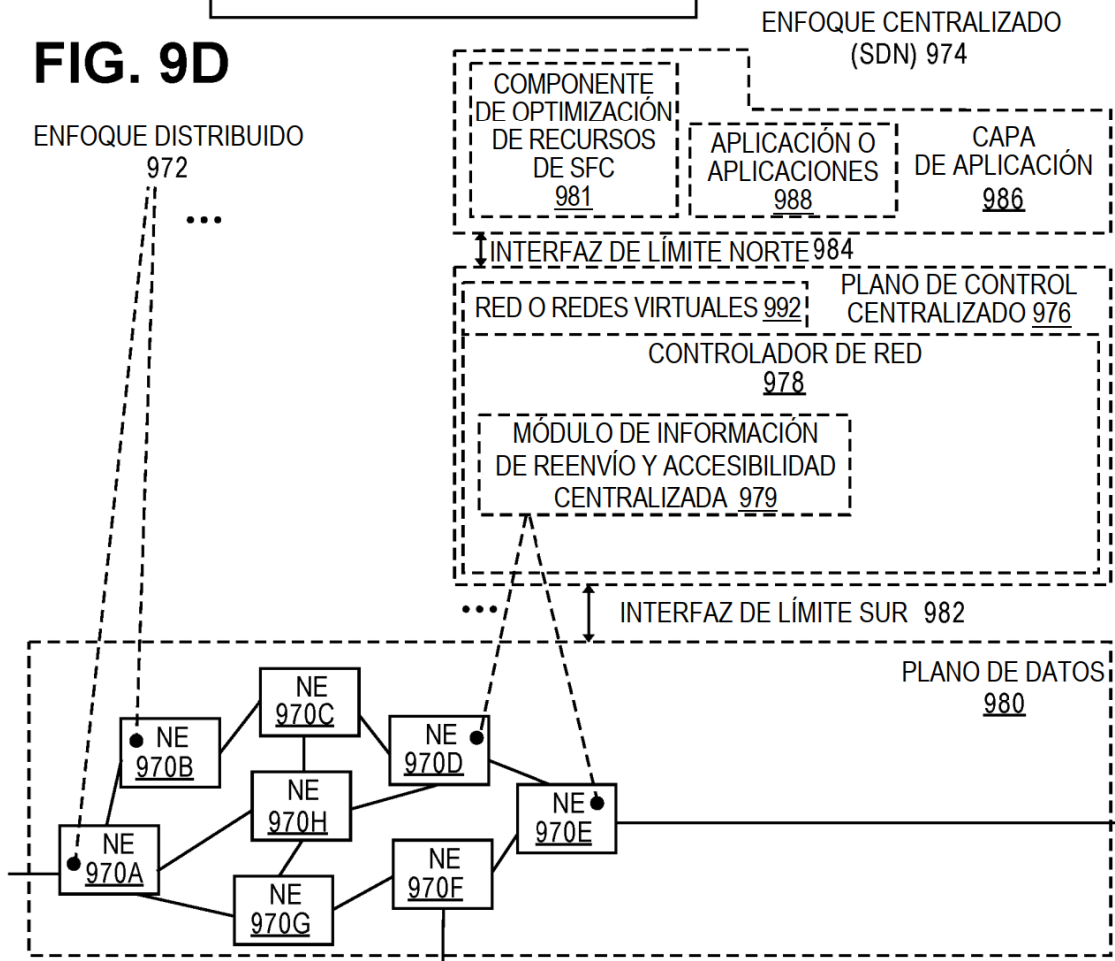 FIG. 9D
ENFOQUE CENTRALIZADO
(SDN) 974
ENFOQUE DISTRIBUIDO
972
...
COMPONENTE
DE OPTIMIZACIÓN
DE RECURSOS
DE SFC
981
APLICACIÓN O
APLICACIONES
988
CAPA
DE APLICACIÓN
986
INTERFAZ DE LÍMITE NORTE 984
RED O REDES VIRTUALES 992
PLANO DE CONTROL
CENTRALIZADO 976
CONTROLADOR DE RED
978
MÓDULO DE INFORMACIÓN
DE REENVÍO Y ACCESIBILIDAD
CENTRALIZADA 979
...
INTERFAZ DE LÍMITE SUR 982
PLANO DE DATOS
980
NE
970C
NE
970B
NE
970D
NE
970H
NE
970E
NE
970A
NE
970F
NE
970G